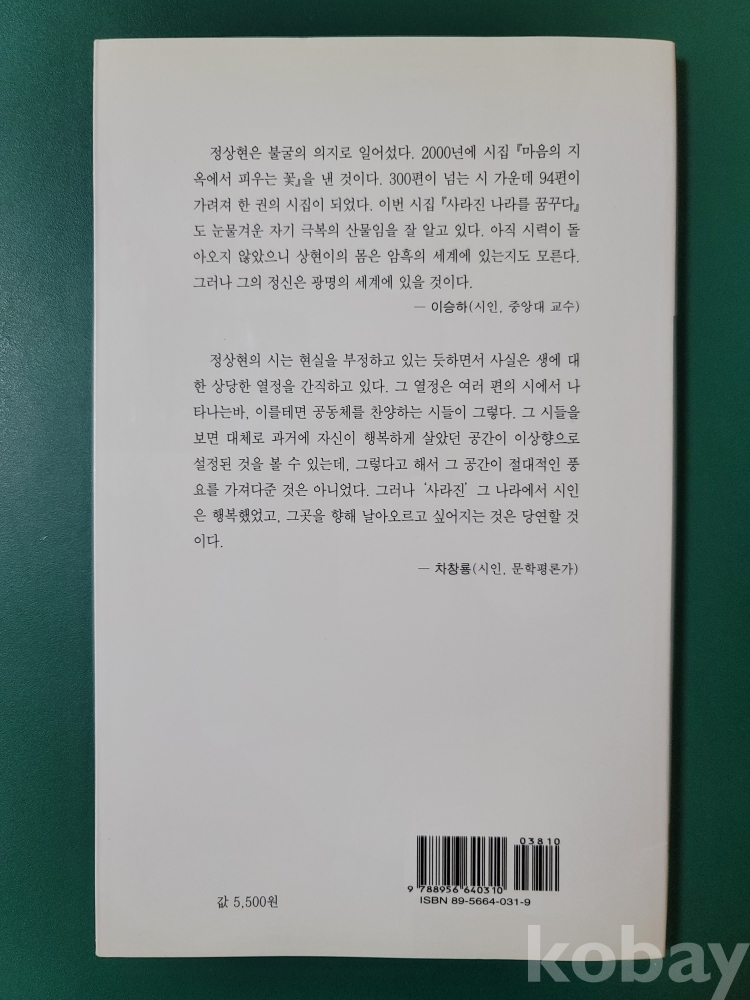 정상현은 불굴의 의지로 일어섰다. 2000년에 시집 『마음의 지
옥에서 피우는 꽃』을 낸 것이다. 300편이 넘는 시 가운데 94편이
가려져 한 권의 시집이 되었다. 이번 시집 『사라진 나라를 꿈꾸다』
도 눈물겨운 자기 극복의 산물임을 잘 알고 있다. 아직 시력이 돌
아오지 않았으니 상현이의 몸은 암흑의 세계에 있는지도 모른다.
그러나 그의 정신은 광명의 세계에 있을 것이다.
— 이승하(시인, 중앙대 교수)
정상현의 시는 현실을 부정하고 있는 듯하면서 사실은 생에 대
한 상당한 열정을 간직하고 있다. 그 열정은 여러 편의 시에서 나
타나는바, 이를테면 공동체를 찬양하는 시들이 그렇다. 그 시들을
보면 대체로 과거에 자신이 행복하게 살았던 공간이 이상향으로
설정된 것을 볼 수 있는데, 그렇다고 해서 그 공간이 절대적인 풍
요를 가져다준 것은 아니었다. 그러나 ‘사라진’ 그 나라에서 시인
은 행복했었고, 그곳을 향해 날아오르고 싶어지는 것은 당연할 것
이다.
— 차창룡(시인, 문학평론가)
03810
9 788956 640310
ISBN 89-5664-031-9
값 5,500원
kobay